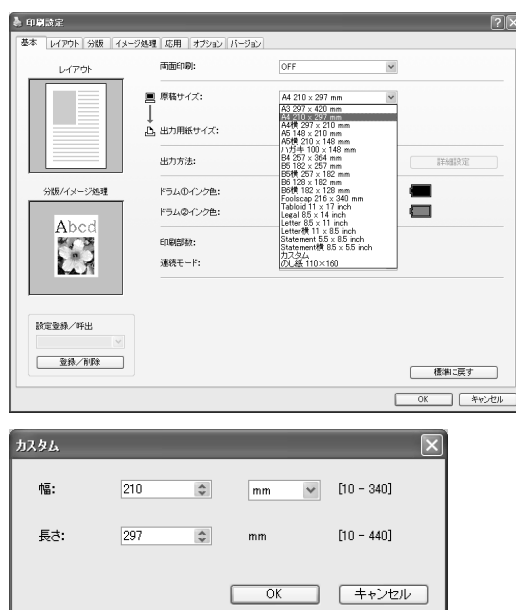 印刷設定
基本 レイアウト 分版 イメージ処理 応用 オプション バージョン
レイアウト
両面印刷: OFF
原稿サイズ: A4 210 x 297 mm
A3 297 x 420 mm
A4 210 x 297 mm
A4横 297 x 210 mm
A5 148 x 210 mm
A5横 210 x 148 mm
ハガキ 100 x 148 mm
B4 257 x 364 mm
B5 182 x 257 mm
B5横 257 x 182 mm
B6 128 x 182 mm
B6横 182 x 128 mm
Foolscap 216 x 340 mm
Tabloid 11 x 17 inch
Legal 8.5 x 14 inch
Letter 8.5 x 11 inch
Letter横 11 x 8.5 inch
Statement 5.5 x 8.5 inch
Statement横 8.5 x 5.5 inch
カスタム
のし紙 110×160
出力用紙サイズ:
出力方法:
詳細設定
分版/イメージ処理
Abcd
ドラム①インク色:
ドラム②インク色:
印刷部数:
連続モード:
設定登録/呼出
登録/削除
標準に戻す
OK キャンセル
カスタム
幅: 210 mm [10 - 340]
長さ: 297 mm [10 - 440]
OK キャンセル